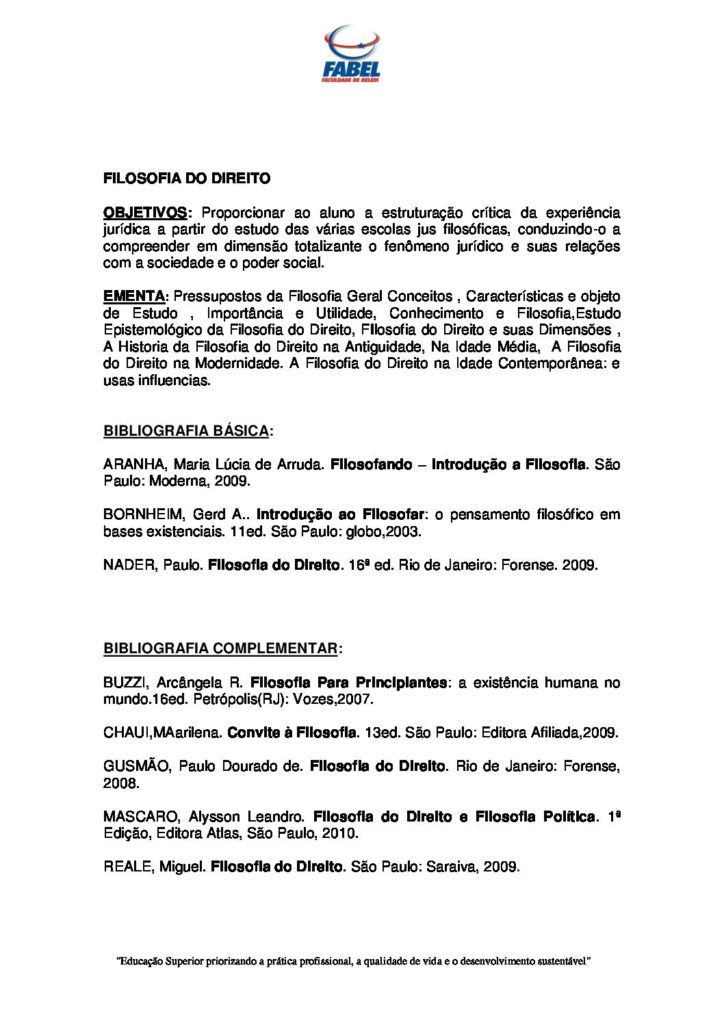 FABEL
FACULDADE DE BELÉM
FILOSOFIA DO DIREITO
OBJETIVOS: Proporcionar ao aluno a estruturação crítica da experiência
jurídica a partir do estudo das várias escolas jus filosóficas, conduzindo-o a
compreender em dimensão totalizante o fenômeno jurídico e suas relações
com a sociedade e o poder social.
EMENTA: Pressupostos da Filosofia Geral Conceitos , Características e objeto
de Estudo , Importância e Utilidade, Conhecimento e Filosofia,Estudo
Epistemológico da Filosofia do Direito, FIlosofia do Direito e suas Dimensões ,
A Historia da Filosofia do Direito na Antiguidade, Na Idade Média, A Filosofia
do Direito na Modernidade. A Filosofia do Direito na Idade Contemporânea: e
usas influencias.
BIBLIOGRAFIA BÁSICA:
ARANHA, Maria Lúcia de Arruda. Filosofando – Introdução a Filosofia. São
Paulo: Moderna, 2009.
BORNHEIM, Gerd A.. Introdução ao Filosofar: o pensamento filosófico em
bases existenciais. 11ed. São Paulo: globo,2003.
NADER, Paulo. Filosofia do Direito. 16ª ed. Rio de Janeiro: Forense. 2009.
BIBLIOGRAFIA COMPLEMENTAR:
BUZZI, Arcângela R. Filosofia Para Principiantes: a existência humana no
mundo.16ed. Petrópolis(RJ): Vozes,2007.
CHAUI,MAarilena. Convite à Filosofia. 13ed. São Paulo: Editora Afiliada,2009.
GUSMÃO, Paulo Dourado de. Filosofia do Direito. Rio de Janeiro: Forense,
2008.
MASCARO, Alysson Leandro. Filosofia do Direito e Filosofia Política. 1ª
Edição, Editora Atlas, São Paulo, 2010.
REALE, Miguel. Filosofia do Direito. São Paulo: Saraiva, 2009.
"Educação Superior priorizando a prática profissional, a qualidade de vida e o desenvolvimento sustentável"